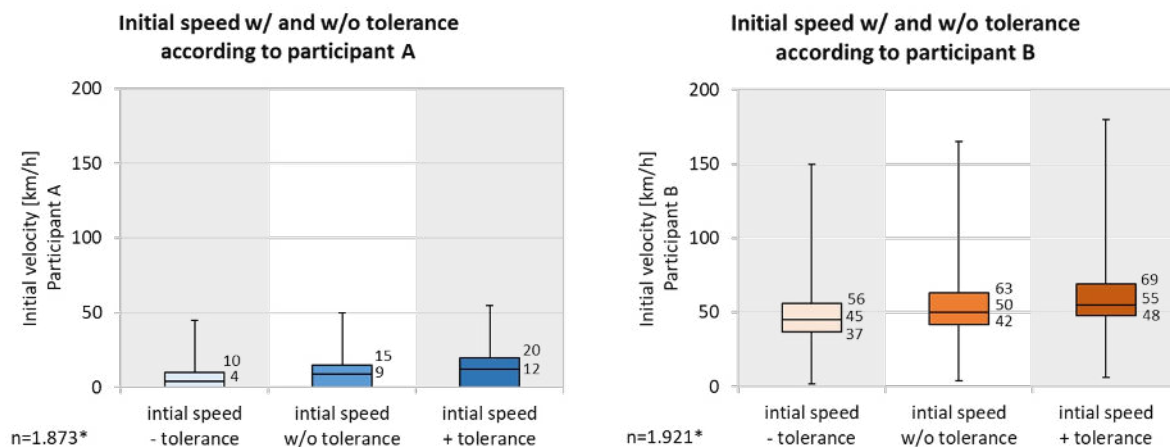 Initial speed w/ and w/o tolerance
according to participant A
Initial velocity [km/h]
Participant A
200
150
100
50
0
10
4
15
9
20
12
intial speed
- tolerance
intial speed
w/o tolerance
intial speed
+ tolerance
n=1.873*
Initial speed w/ and w/o tolerance
according to participant B
Initial velocity [km/h]
Participant B
200
150
100
50
0
56
45
37
63
50
42
69
55
48
intial speed
- tolerance
intial speed
w/o tolerance
intial speed
+ tolerance
n=1.921*